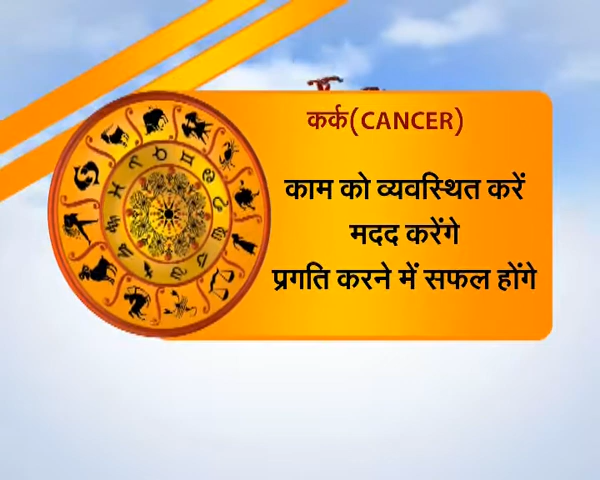 कर्क(CANCER)
काम को व्यवस्थित करें
मदद करेंगे
प्रगति करने में सफल होंगे